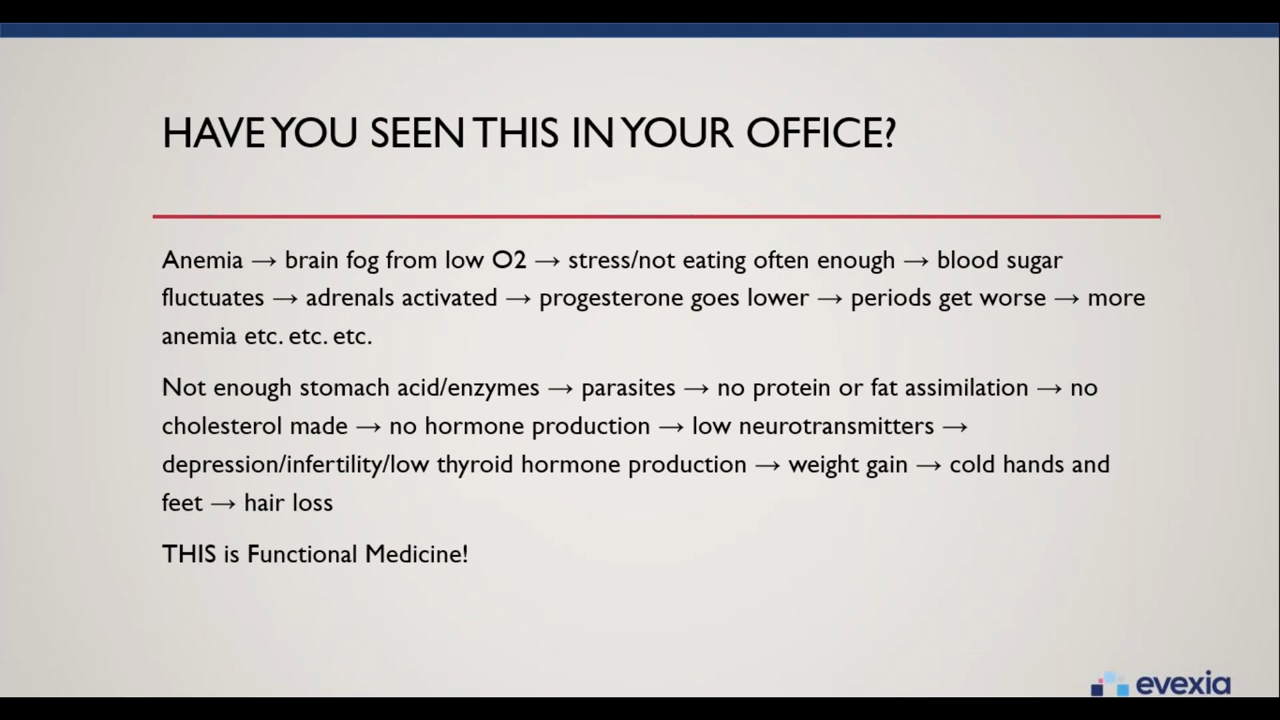 HAVE YOU SEEN THIS IN YOUR OFFICE?
Anemia → brain fog from low O2 → stress/not eating often enough → blood sugar
fluctuates → adrenals activated → progesterone goes lower → periods get worse → more
anemia etc. etc. etc.
Not enough stomach acid/enzymes → parasites → no protein or fat assimilation → no
cholesterol made → no hormone production → low neurotransmitters →
depression/infertility/low thyroid hormone production → weight gain → cold hands and
feet → hair loss
THIS is Functional Medicine!
evexia